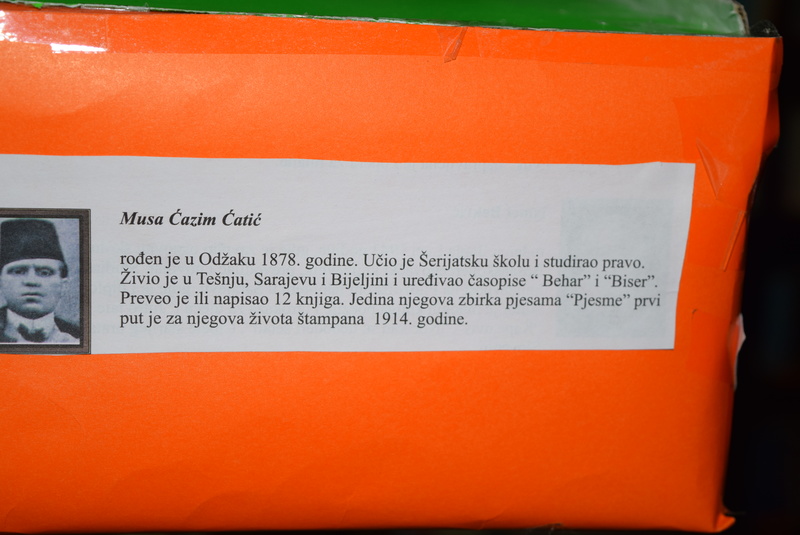 Musa Ćazim Ćatić
rođen je u Odžaku 1878. godine. Učio je Šerijatsku školu i studirao pravo.
Živio je u Tešnju, Sarajevu i Bijeljini i uređivao časopise “ Behar” i “Biser”.
Preveo je ili napisao 12 knjiga. Jedina njegova zbirka pjesama “Pjesme” prvi
put je za njegova života štampana 1914. godine.